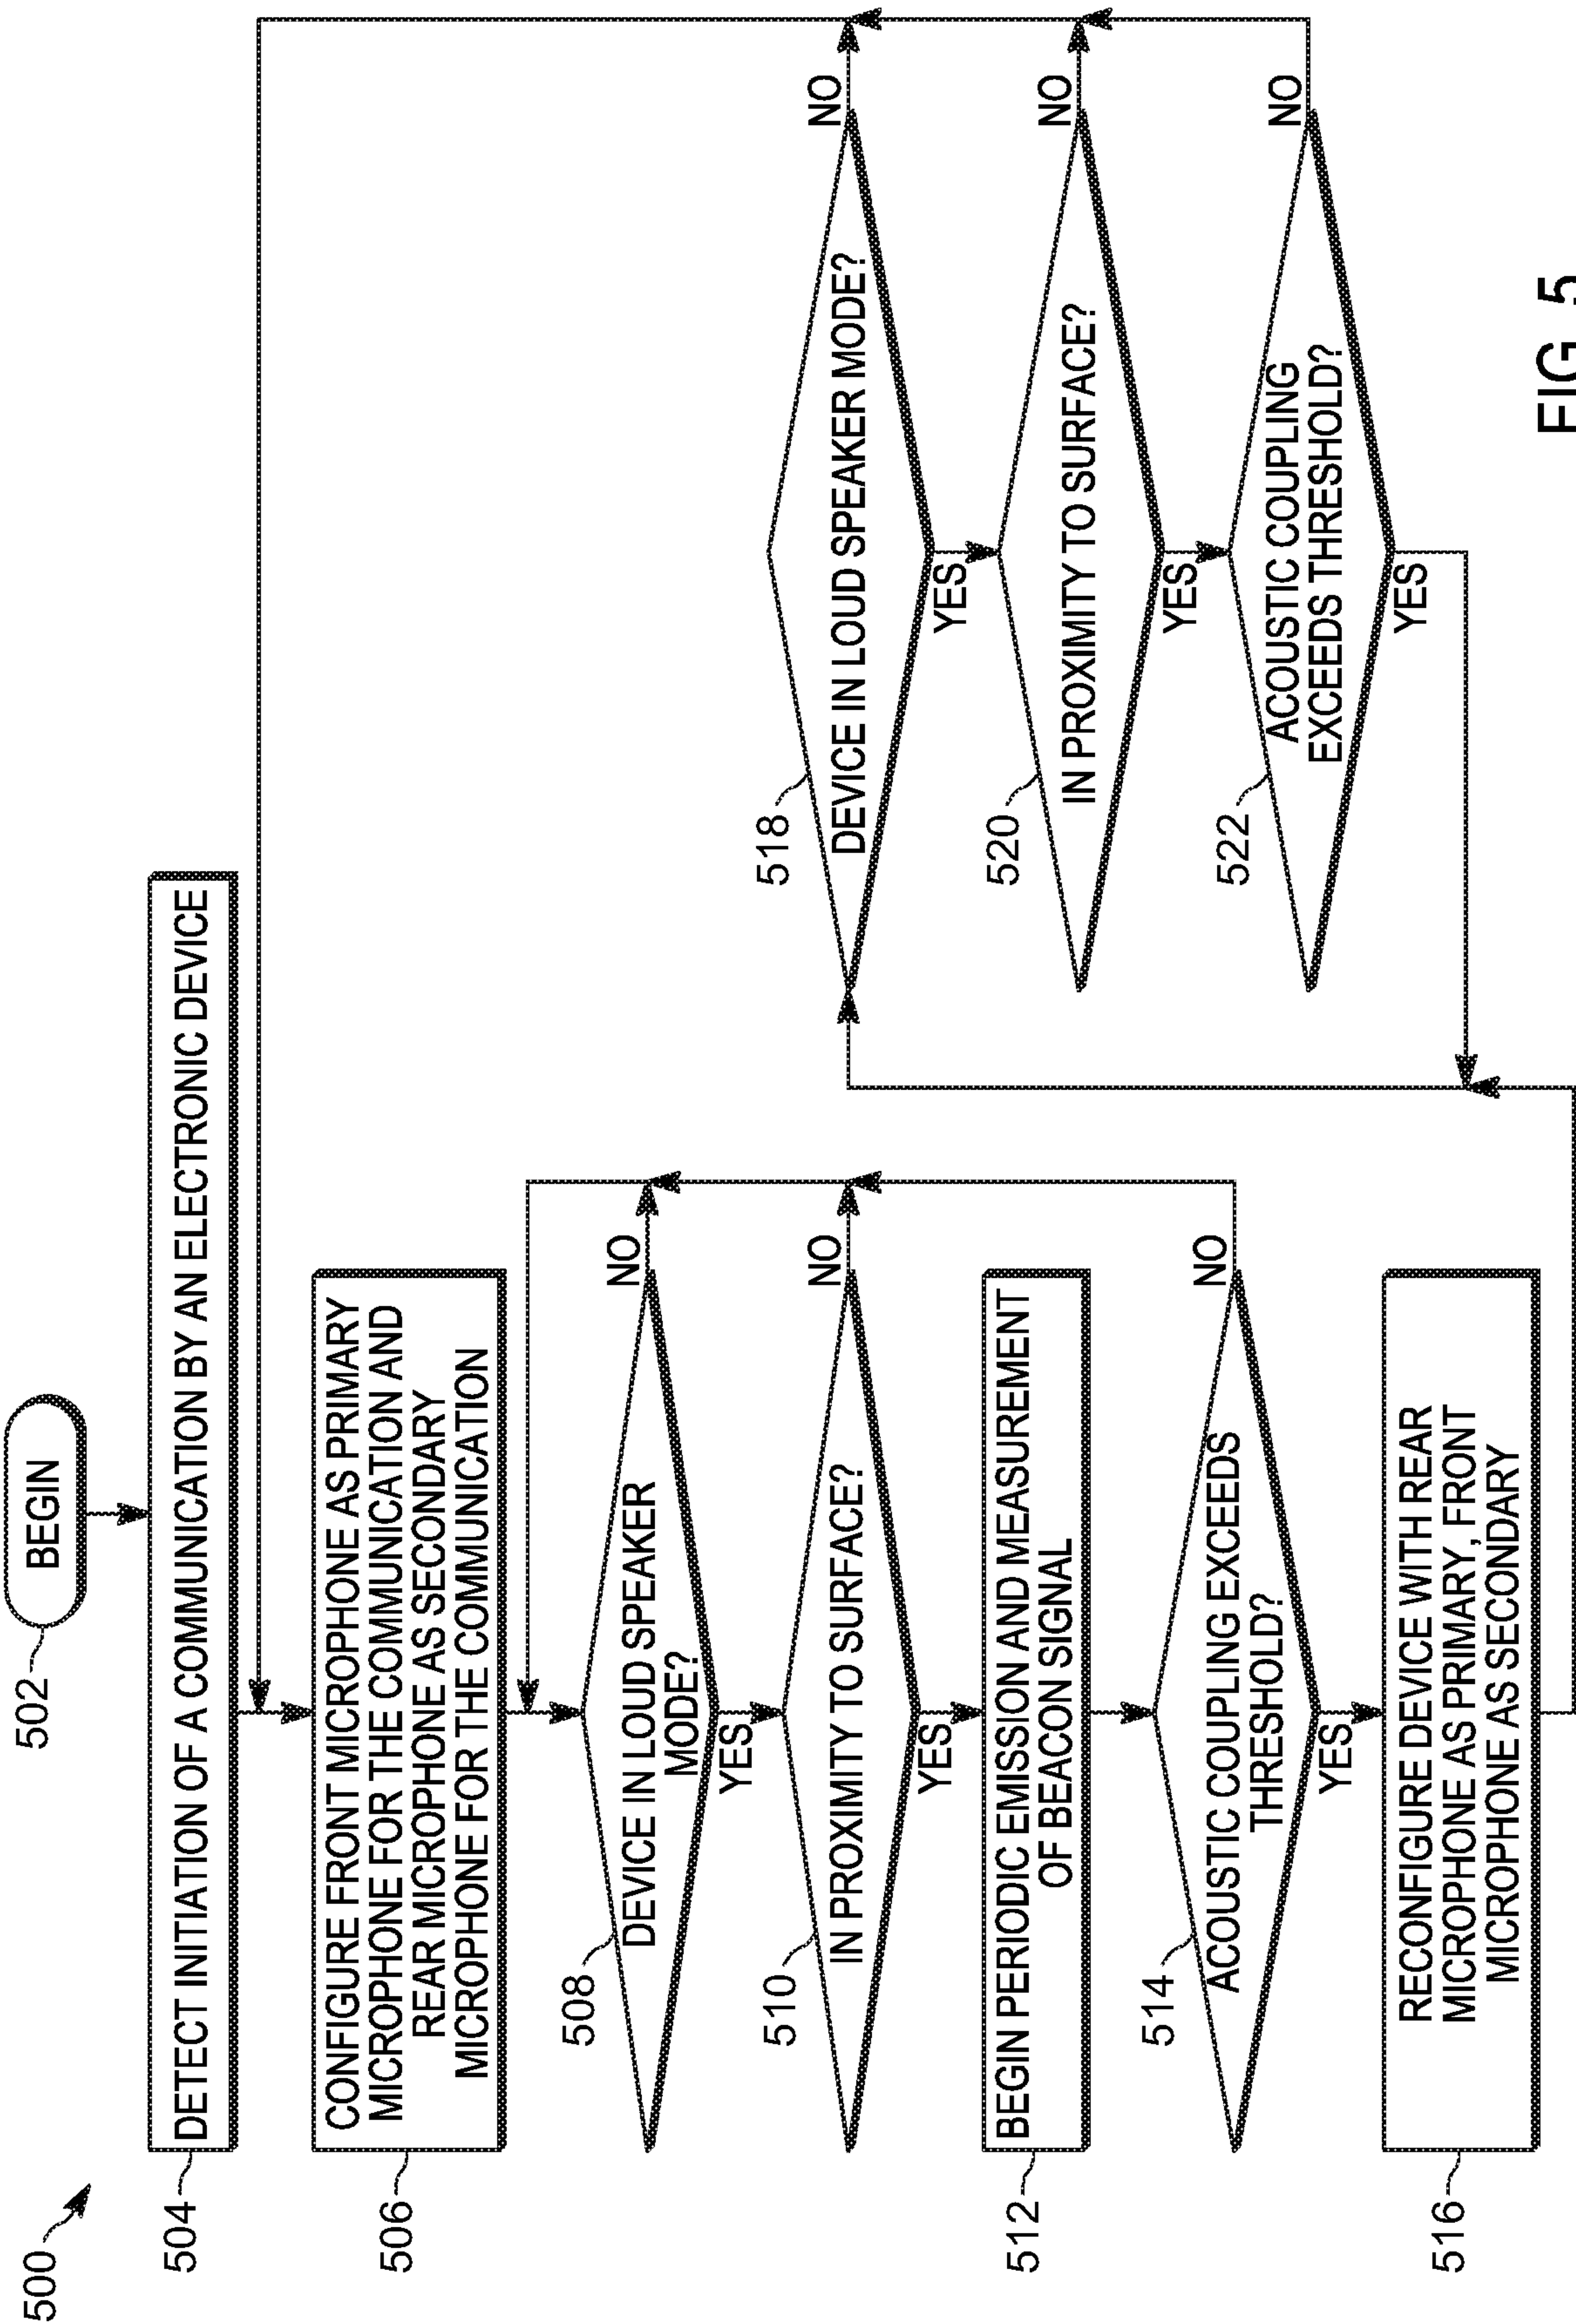 500
502
BEGIN
504
DETECT INITIATION OF A COMMUNICATION BY AN ELECTRONIC DEVICE
506
CONFIGURE FRONT MICROPHONE AS PRIMARY
MICROPHONE FOR THE COMMUNICATION AND
REAR MICROPHONE AS SECONDARY
MICROPHONE FOR THE COMMUNICATION
508
DEVICE IN LOUD SPEAKER
MODE?
NO
YES
510
IN PROXIMITY TO SURFACE?
NO
YES
512
BEGIN PERIODIC EMISSION AND MEASUREMENT
OF BEACON SIGNAL
514
ACOUSTIC COUPLING EXCEEDS
THRESHOLD?
NO
YES
516
RECONFIGURE DEVICE WITH REAR
MICROPHONE AS PRIMARY, FRONT
MICROPHONE AS SECONDARY
518
DEVICE IN LOUD SPEAKER MODE?
NO
YES
520
IN PROXIMITY TO SURFACE?
NO
YES
522
ACOUSTIC COUPLING
EXCEEDS THRESHOLD?
NO
YES
FIG. 5